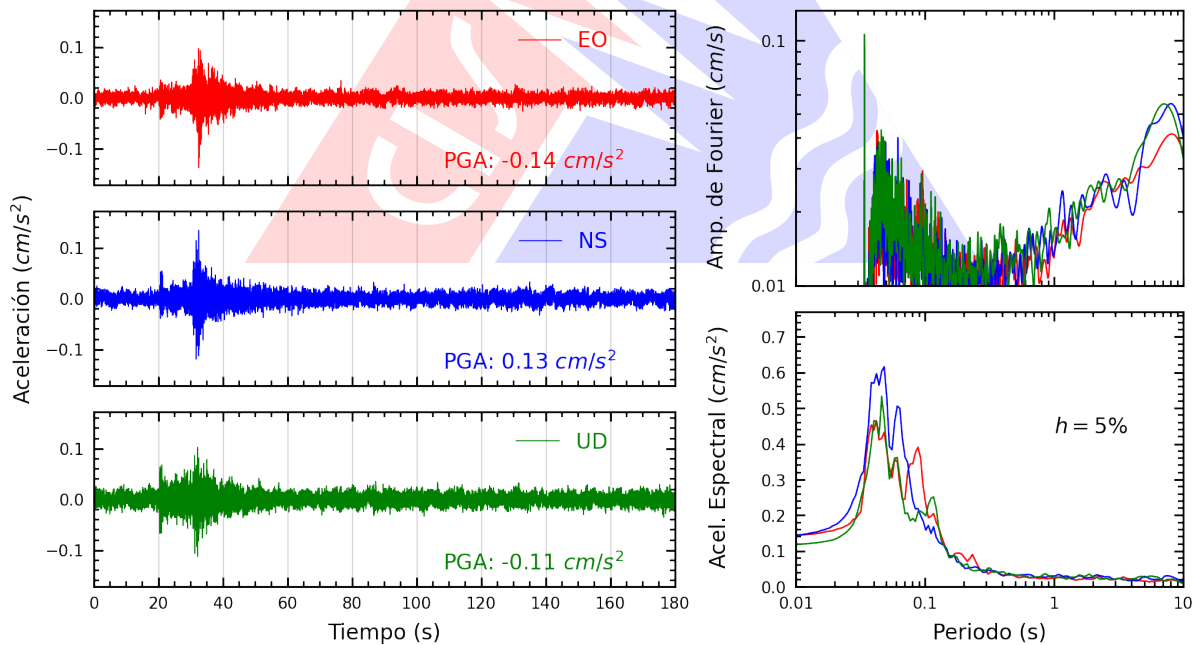 EO
0.1
0.0
−0.1
PGA: -0.14 cm/s²
NS
0.1
0.0
−0.1
PGA: 0.13 cm/s²
Aceleración (cm/s²)
UD
0.1
0.0
−0.1
PGA: -0.11 cm/s²
0 20 40 60 80 100 120 140 160 180
Tiempo (s)
0.1
0.01
Amp. de Fourier (cm/s)
0.7
0.6
0.5
0.4
0.3
0.2
0.1
0.0
Acel. Espectral (cm/s²)
h = 5%
0.01 0.1 1 10
Periodo (s)